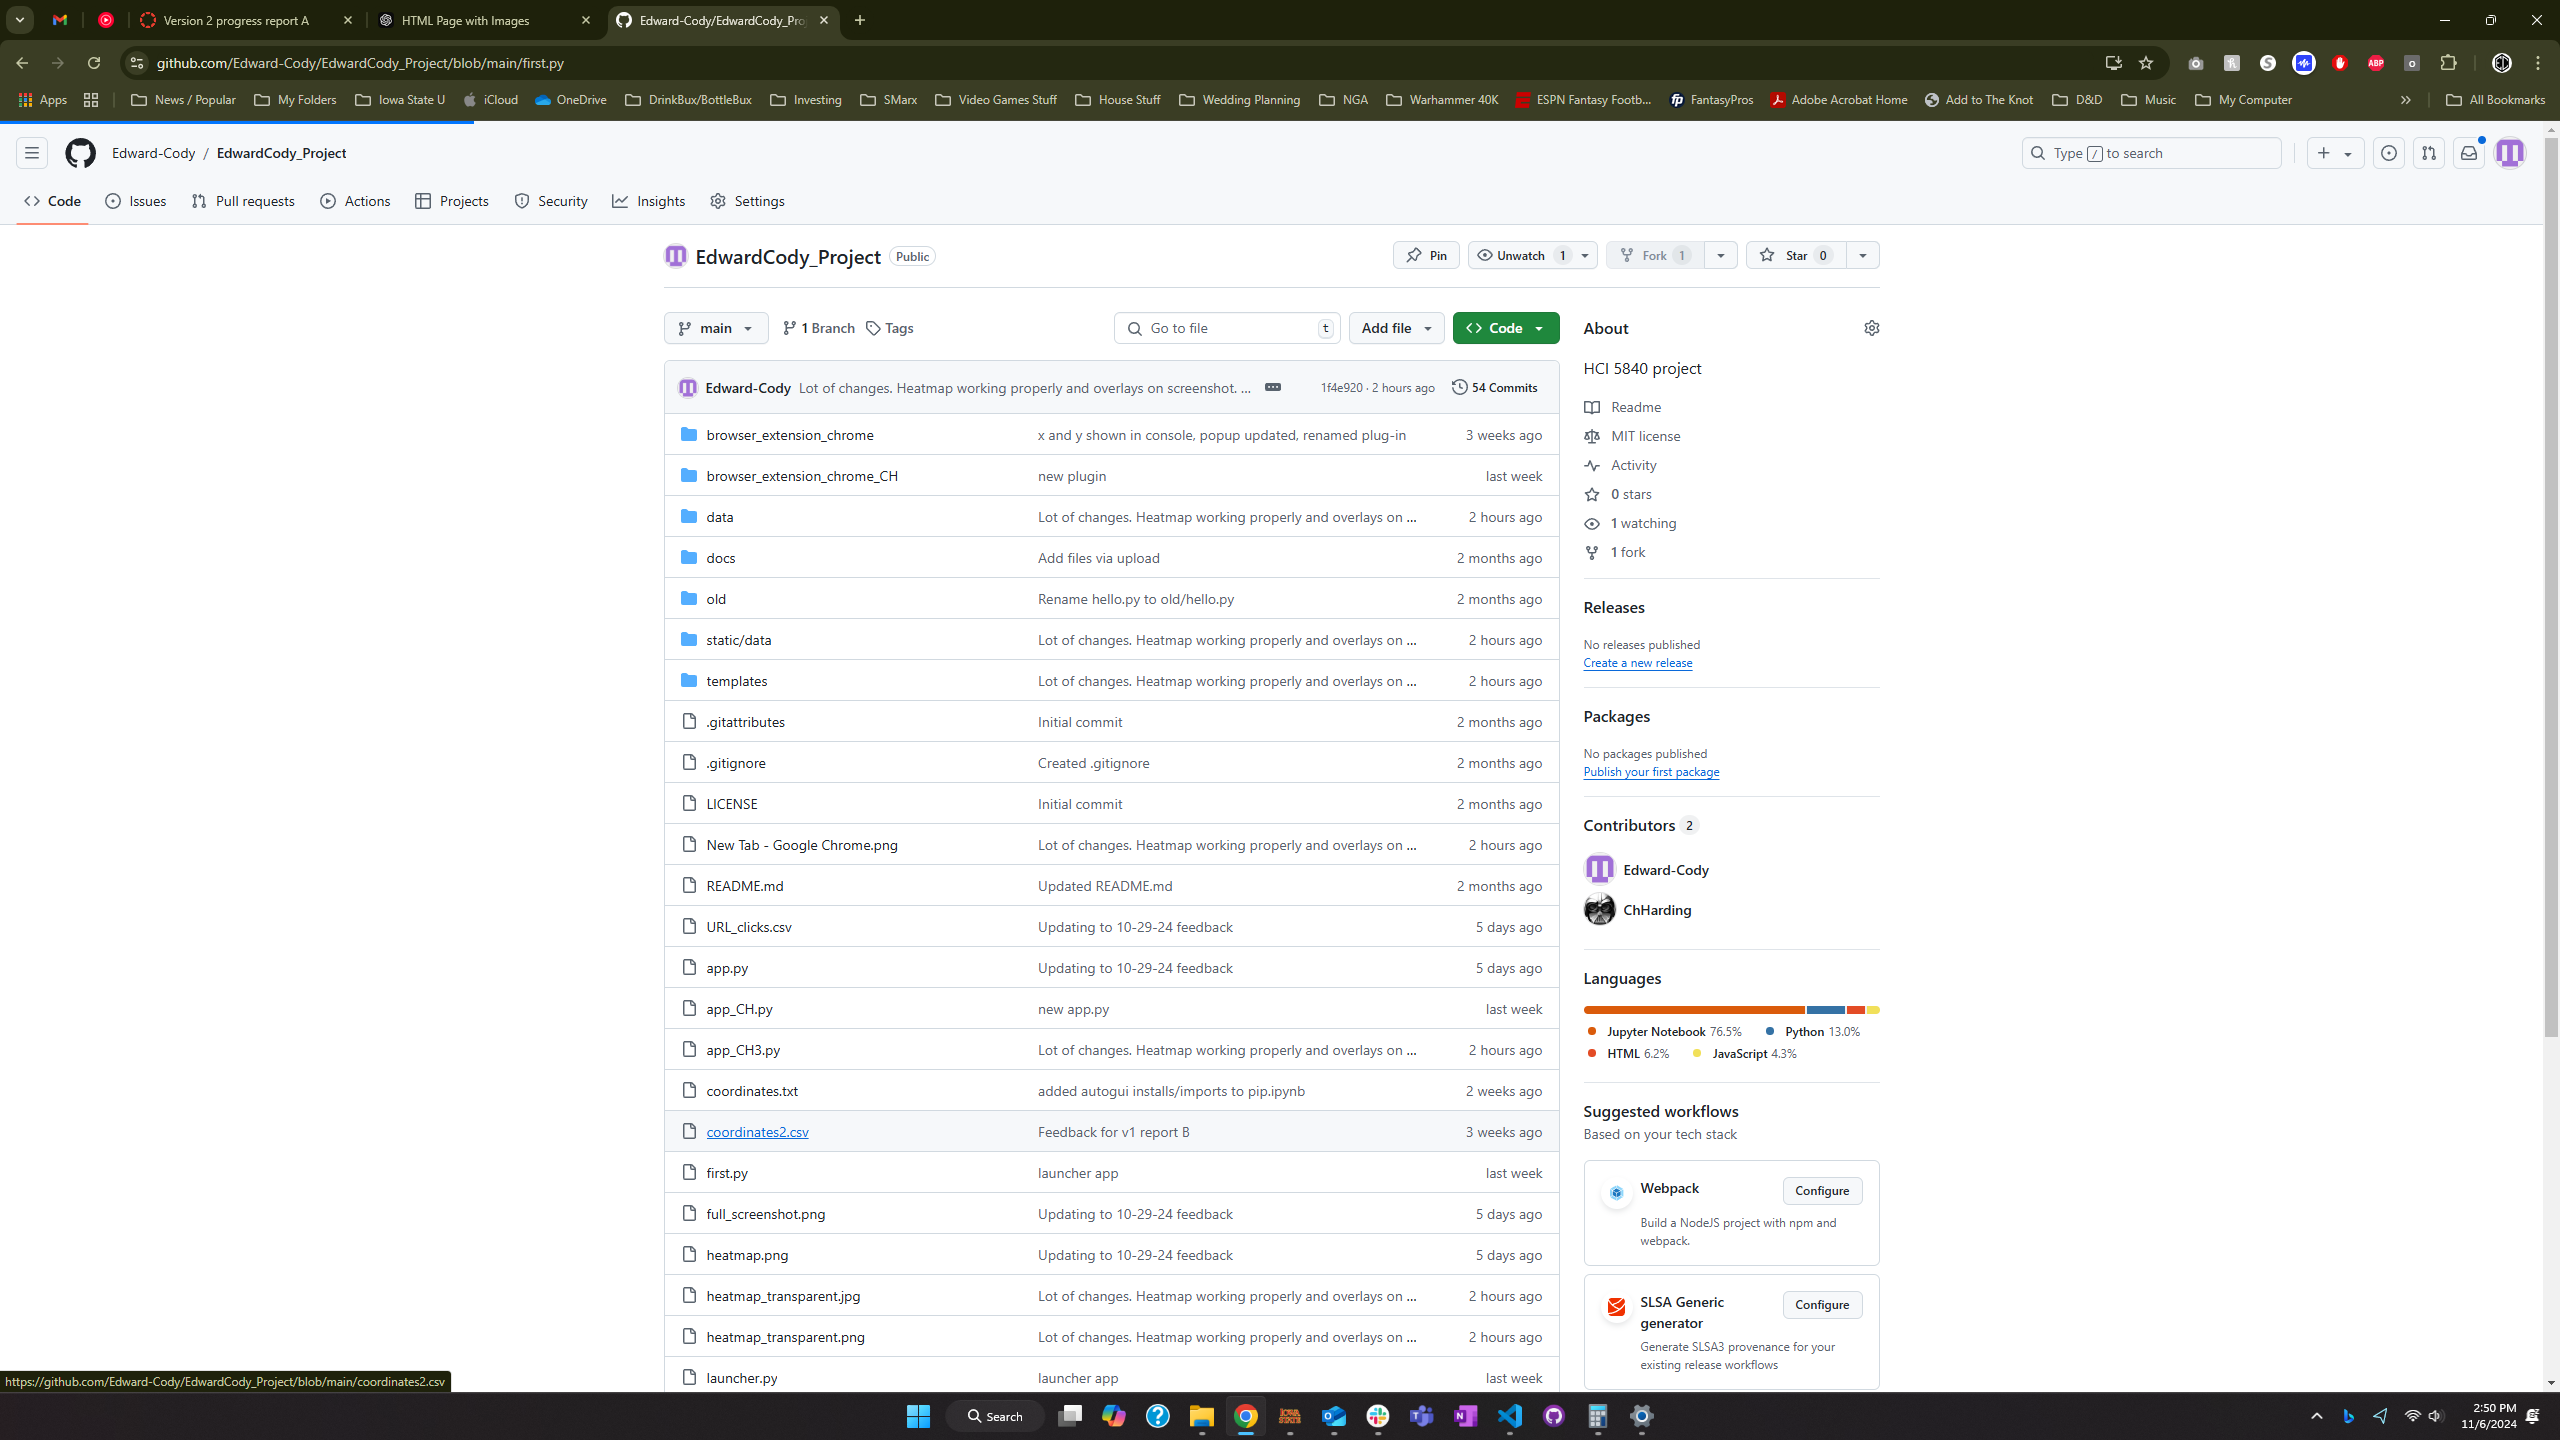 Version 2 progress report A
HTML Page with Images
Edward-Cody/EdwardCody_Pro
github.com/Edward-Cody/EdwardCody_Project/blob/main/first.py
Apps News / Popular My Folders Iowa State U iCloud OneDrive DrinkBux/BottleBux Investing SMarx Video Games Stuff House Stuff Wedding Planning NGA Warhammer 40K ESPN Fantasy Footb... FantasyPros Adobe Acrobat Home Add to The Knot D&D Music My Computer » All Bookmarks
Edward-Cody / EdwardCody_Project
Type / to search
Code Issues Pull requests Actions Projects Security Insights Settings
EdwardCody_Project Public
Pin Unwatch 1 Fork 1 Star 0
main 1 Branch Tags Go to file t Add file Code
Edward-Cody Lot of changes. Heatmap working properly and overlays on screenshot. ... 1f4e920 · 2 hours ago 54 Commits
browser_extension_chrome x and y shown in console, popup updated, renamed plug-in 3 weeks ago
browser_extension_chrome_CH new plugin last week
data Lot of changes. Heatmap working properly and overlays on ... 2 hours ago
docs Add files via upload 2 months ago
old Rename hello.py to old/hello.py 2 months ago
static/data Lot of changes. Heatmap working properly and overlays on ... 2 hours ago
templates Lot of changes. Heatmap working properly and overlays on ... 2 hours ago
.gitattributes Initial commit 2 months ago
.gitignore Created .gitignore 2 months ago
LICENSE Initial commit 2 months ago
New Tab - Google Chrome.png Lot of changes. Heatmap working properly and overlays on ... 2 hours ago
README.md Updated README.md 2 months ago
URL_clicks.csv Updating to 10-29-24 feedback 5 days ago
app.py Updating to 10-29-24 feedback 5 days ago
app_CH.py new app.py last week
app_CH3.py Lot of changes. Heatmap working properly and overlays on ... 2 hours ago
coordinates.txt added autogui installs/imports to pip.ipynb 2 weeks ago
coordinates2.csv Feedback for v1 report B 3 weeks ago
first.py launcher app last week
full_screenshot.png Updating to 10-29-24 feedback 5 days ago
heatmap.png Updating to 10-29-24 feedback 5 days ago
heatmap_transparent.jpg Lot of changes. Heatmap working properly and overlays on ... 2 hours ago
heatmap_transparent.png Lot of changes. Heatmap working properly and overlays on ... 2 hours ago
launcher.py launcher app last week
About
HCI 5840 project
Readme
MIT license
Activity
0 stars
1 watching
1 fork
Releases
No releases published
Create a new release
Packages
No packages published
Publish your first package
Contributors 2
Edward-Cody
ChHarding
Languages
Jupyter Notebook 76.5% Python 13.0%
HTML 6.2% JavaScript 4.3%
Suggested workflows
Based on your tech stack
Webpack Configure
Build a NodeJS project with npm and
webpack.
SLSA Generic Configure
generator
Generate SLSA3 provenance for your
existing release workflows
https://github.com/Edward-Cody/EdwardCody_Project/blob/main/coordinates2.csv
Search
2:50 PM
11/6/2024